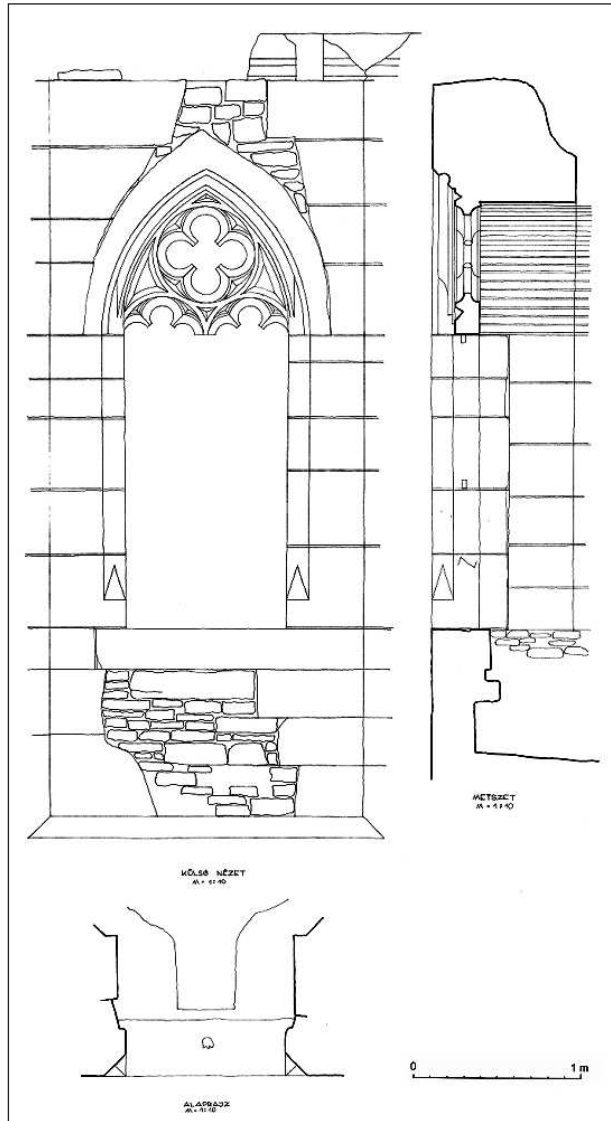 METSZET
M = 1:10
KÜLSŐ NÉZET
M = 1:10
0 1 m
ALAPRAJZ
M = 1:10